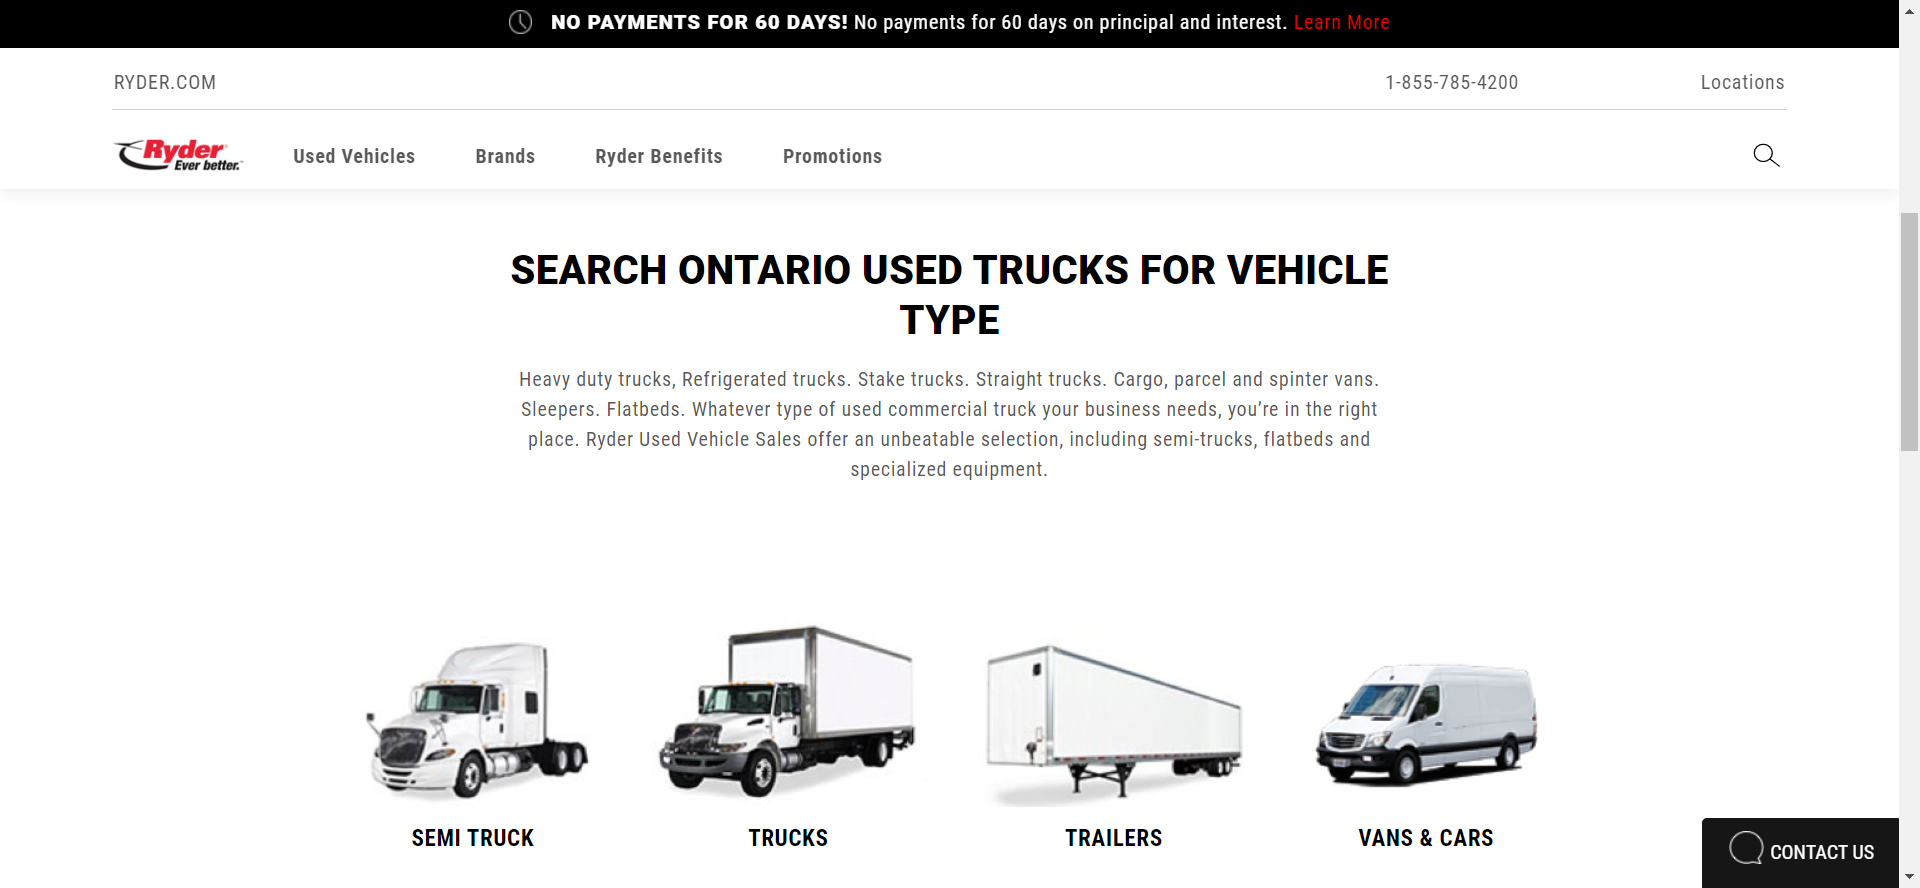 NO PAYMENTS FOR 60 DAYS! No payments for 60 days on principal and interest. Learn More
RYDER.COM
1-855-785-4200
Locations
Ryder
Ever better.™
Used Vehicles
Brands
Ryder Benefits
Promotions
SEARCH ONTARIO USED TRUCKS FOR VEHICLE
TYPE
Heavy duty trucks, Refrigerated trucks. Stake trucks. Straight trucks. Cargo, parcel and spinter vans.
Sleepers. Flatbeds. Whatever type of used commercial truck your business needs, you’re in the right
place. Ryder Used Vehicle Sales offer an unbeatable selection, including semi-trucks, flatbeds and
specialized equipment.
SEMI TRUCK
TRUCKS
TRAILERS
VANS & CARS
CONTACT US